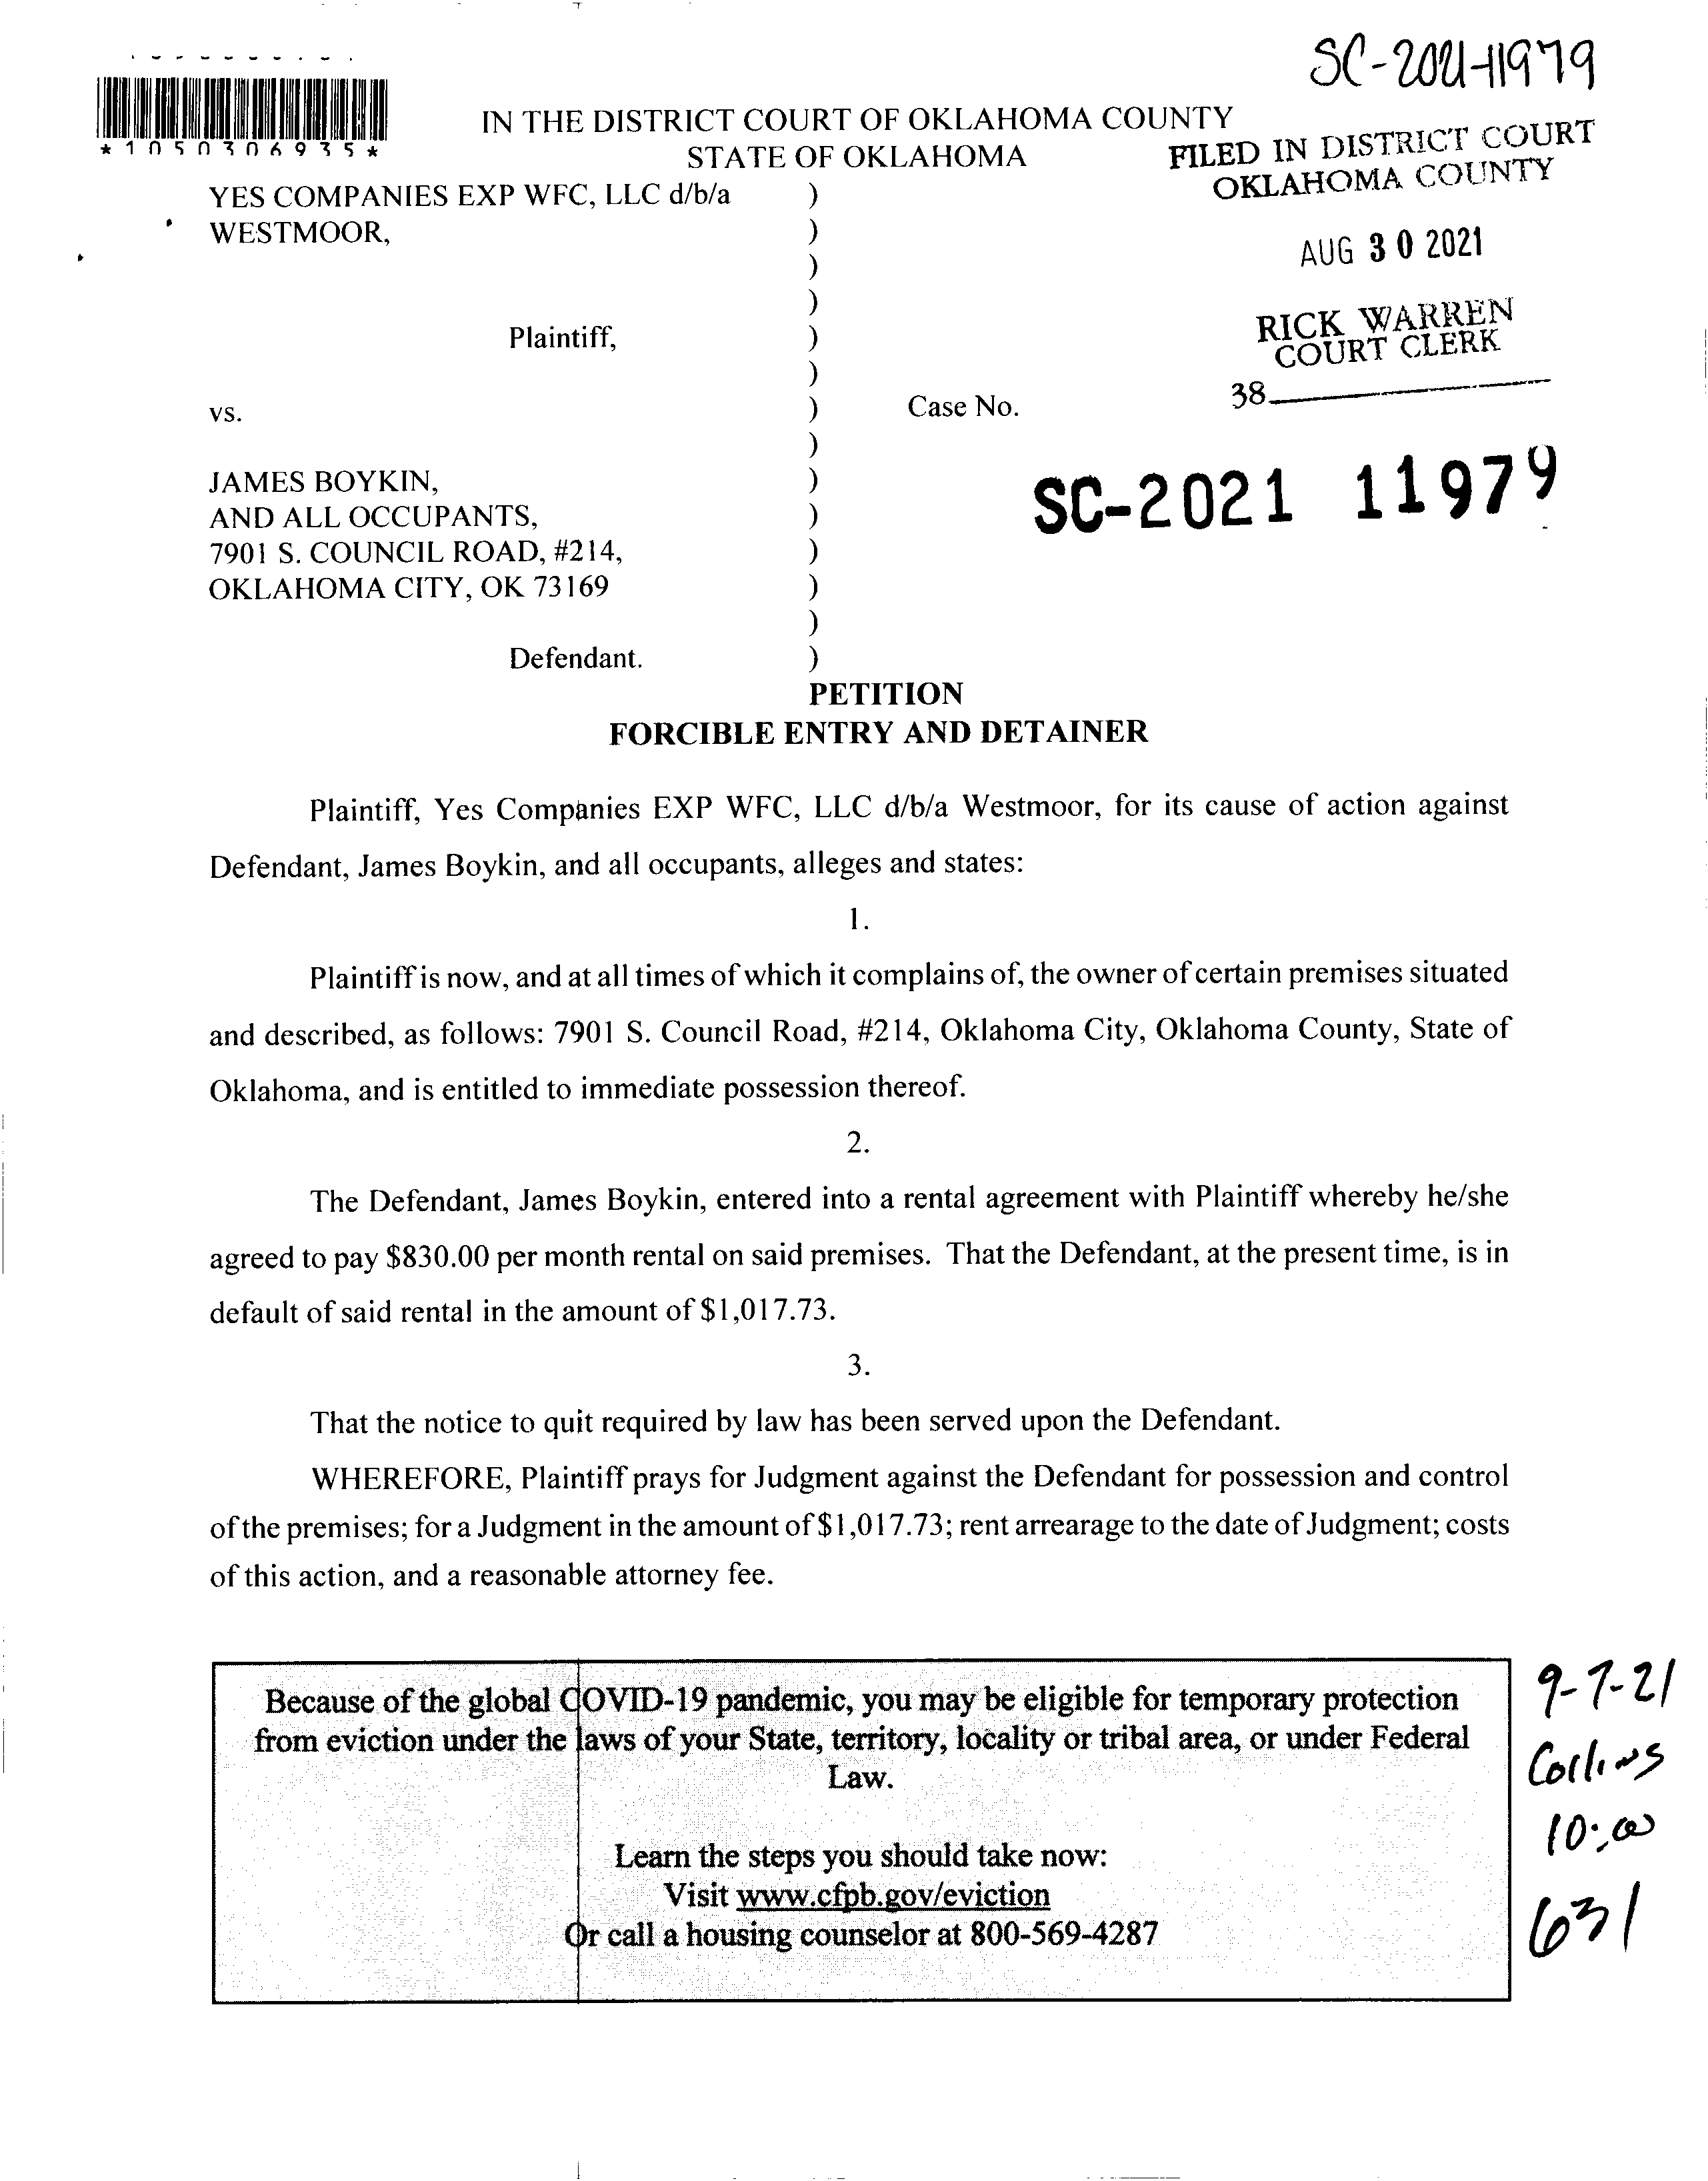 SC-2021-11979
*1050306935*
IN THE DISTRICT COURT OF OKLAHOMA COUNTY
STATE OF OKLAHOMA
FILED IN DISTRICT COURT
OKLAHOMA COUNTY
AUG 30 2021
RICK WARREN
COURT CLERK
38
YES COMPANIES EXP WFC, LLC d/b/a )
WESTMOOR, )
)
)
Plaintiff, )
)
vs. ) Case No.
)
SC-2021 11979
JAMES BOYKIN, )
AND ALL OCCUPANTS, )
7901 S. COUNCIL ROAD, #214, )
OKLAHOMA CITY, OK 73169 )
)
Defendant. )
PETITION
FORCIBLE ENTRY AND DETAINER
Plaintiff, Yes Companies EXP WFC, LLC d/b/a Westmoor, for its cause of action against
Defendant, James Boykin, and all occupants, alleges and states:
1.
Plaintiff is now, and at all times of which it complains of, the owner of certain premises situated
and described, as follows: 7901 S. Council Road, #214, Oklahoma City, Oklahoma County, State of
Oklahoma, and is entitled to immediate possession thereof.
2.
The Defendant, James Boykin, entered into a rental agreement with Plaintiff whereby he/she
agreed to pay $830.00 per month rental on said premises. That the Defendant, at the present time, is in
default of said rental in the amount of $1,017.73.
3.
That the notice to quit required by law has been served upon the Defendant.
WHEREFORE, Plaintiff prays for Judgment against the Defendant for possession and control
of the premises; for a Judgment in the amount of $1,017.73; rent arrearage to the date of Judgment; costs
of this action, and a reasonable attorney fee.
Because of the global COVID-19 pandemic, you may be eligible for temporary protection
from eviction under the laws of your State, territory, locality or tribal area, or under Federal
Law.
Learn the steps you should take now:
Visit www.cfpb.gov/eviction
Or call a housing counselor at 800-569-4287
9-7-21
Collins
10:00
631